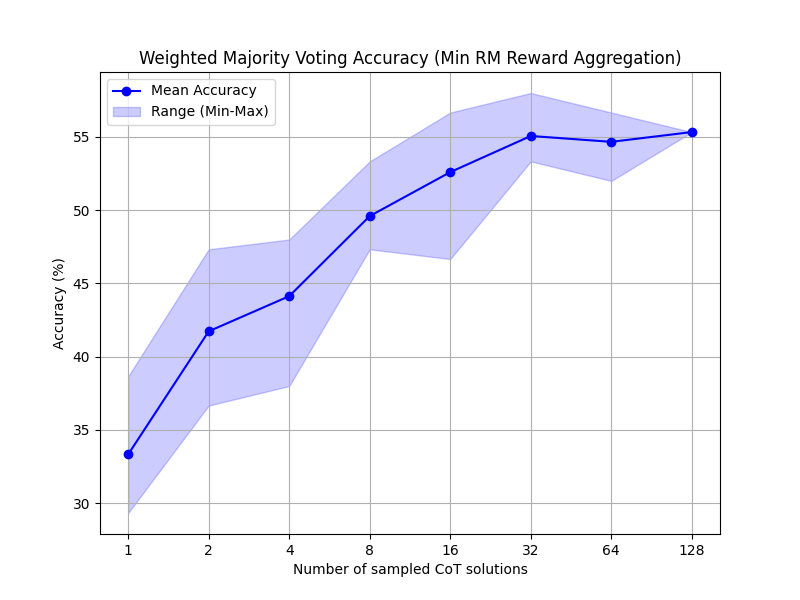 Weighted Majority Voting Accuracy (Min RM Reward Aggregation)
Mean Accuracy
Range (Min-Max)
Accuracy (%)
55
50
45
40
35
30
1 2 4 8 16 32 64 128
Number of sampled CoT solutions